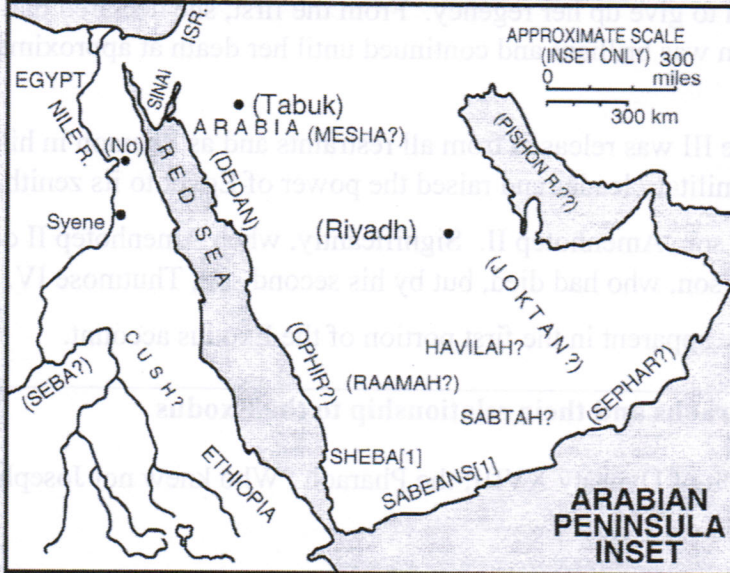 ISR.
APPROXIMATE SCALE
(INSET ONLY) 300
0 miles
300 km
EGYPT
SINAI
NILE R.
(No)
RED SEA
(Tabuk)
ARABIA (MESHA?)
(DEDAN)
(PISHON R.??)
Syene
(Riyadh)
(JOKTAN?)
CUSH?
(SEBA?)
(OPHIR?)
HAVILAH?
(RAAMAH?)
(SEPHAR?)
SABTAH?
ETHIOPIA
SHEBA[1]
SABEANS[1]
ARABIAN
PENINSULA
INSET